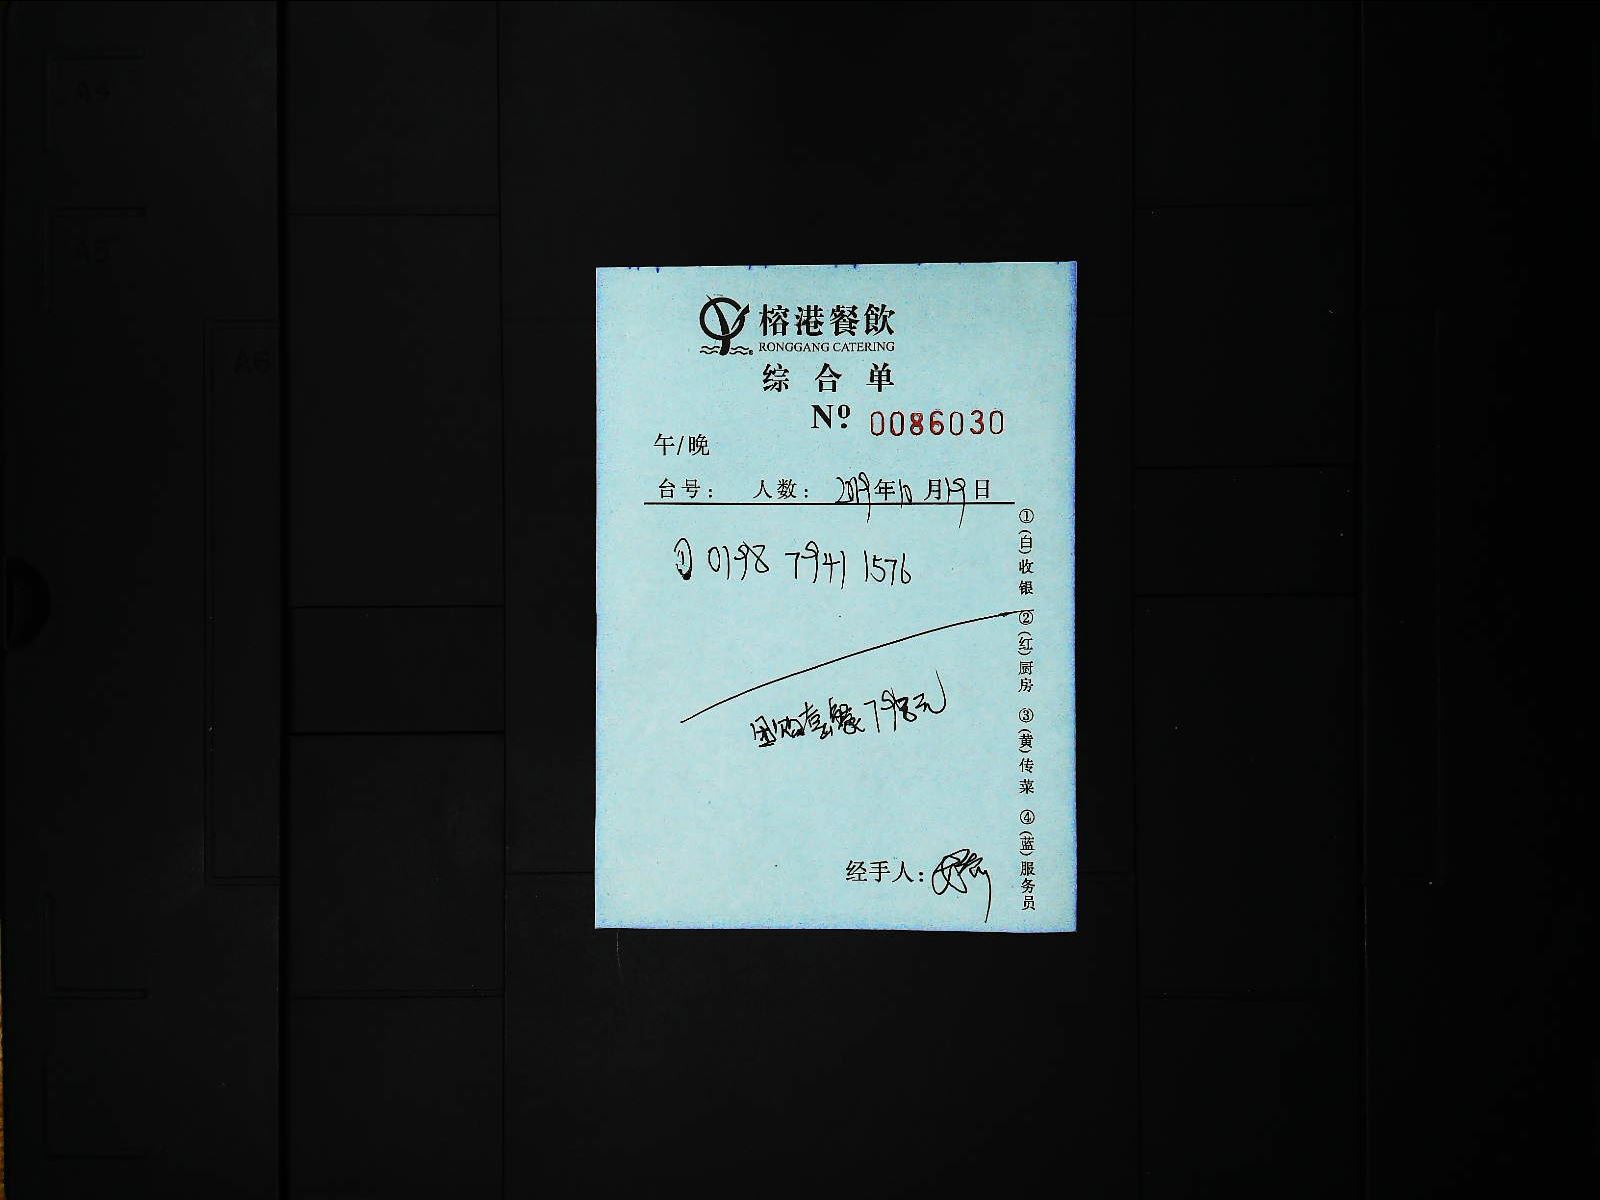 榕港餐飲
RONGGANG CATERING
综合单
Nº 0086030
午/晚
台号: 人数: 2019年10月19日
① 0198 7941 1576
团购套餐798元
经手人:
①(白)收银 ②(红)厨房 ③(黄)传菜 ④(蓝)服务员
A5
A6